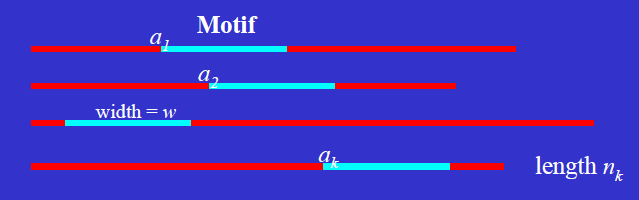 Motif
a1
a2
width = w
ak
length nk